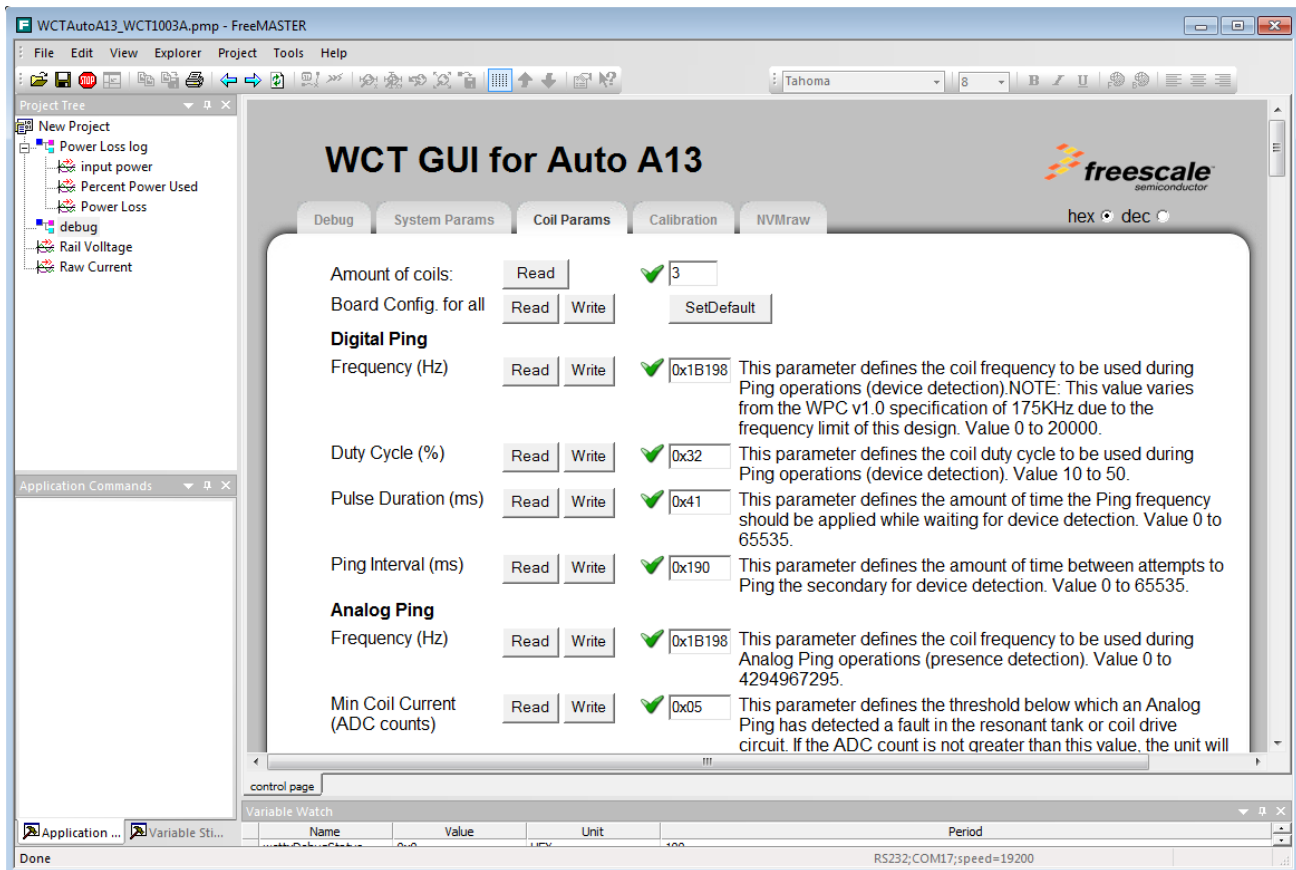 WCTAutoA13_WCT1003A.pmp - FreeMASTER
File Edit View Explorer Project Tools Help
STOP
Tahoma 8 B I U
Project Tree
New Project
Power Loss log
input power
Percent Power Used
Power Loss
debug
Rail Volltage
Raw Current
Application Commands
Application ... Variable Sti...
WCT GUI for Auto A13
freescale
semiconductor
hex dec
Debug System Params Coil Params Calibration NVMraw
Amount of coils: Read 3
Board Config. for all Read Write SetDefault
Digital Ping
Frequency (Hz) Read Write 0x1B198 This parameter defines the coil frequency to be used during
Ping operations (device detection).NOTE: This value varies
from the WPC v1.0 specification of 175KHz due to the
frequency limit of this design. Value 0 to 20000.
Duty Cycle (%) Read Write 0x32 This parameter defines the coil duty cycle to be used during
Ping operations (device detection). Value 10 to 50.
Pulse Duration (ms) Read Write 0x41 This parameter defines the amount of time the Ping frequency
should be applied while waiting for device detection. Value 0 to
65535.
Ping Interval (ms) Read Write 0x190 This parameter defines the amount of time between attempts to
Ping the secondary for device detection. Value 0 to 65535.
Analog Ping
Frequency (Hz) Read Write 0x1B198 This parameter defines the coil frequency to be used during
Analog Ping operations (presence detection). Value 0 to
4294967295.
Min Coil Current Read Write 0x05 This parameter defines the threshold below which an Analog
(ADC counts) Ping has detected a fault in the resonant tank or coil drive
circuit. If the ADC count is not greater than this value, the unit will
control page
Variable Watch
Name Value Unit Period
Done RS232;COM17;speed=19200